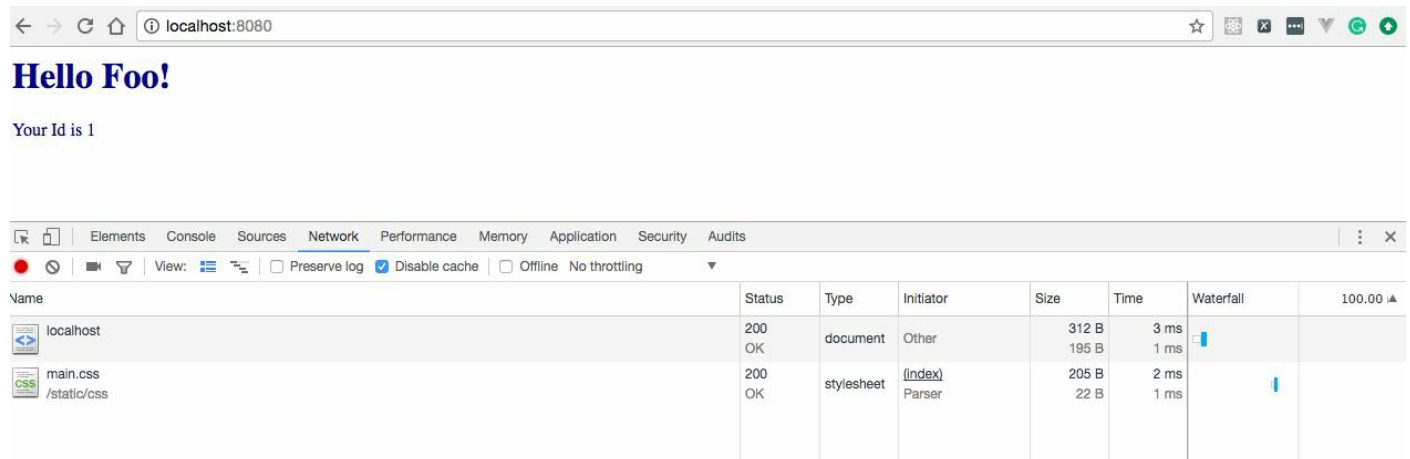 localhost:8080
Hello Foo!
Your Id is 1
Elements Console Sources Network Performance Memory Application Security Audits
View: Preserve log Disable cache Offline No throttling
Name Status Type Initiator Size Time Waterfall 100.00
localhost 200 OK document Other 312 B 195 B 3 ms 1 ms
main.css /static/css 200 OK stylesheet (index) Parser 205 B 22 B 2 ms 1 ms